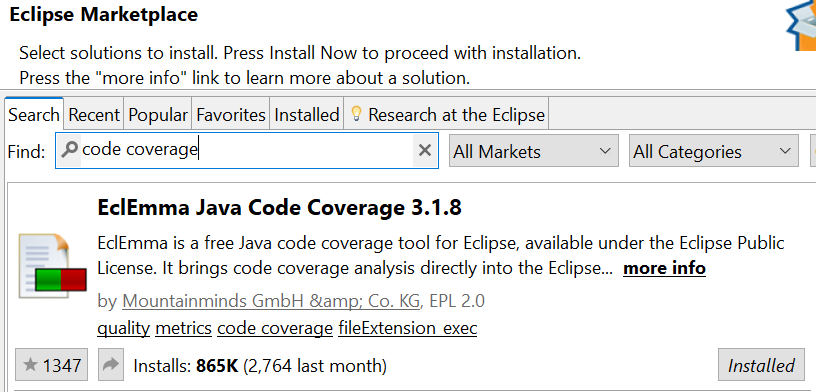 Eclipse Marketplace
Select solutions to install. Press Install Now to proceed with installation.
Press the "more info" link to learn more about a solution.
Search Recent Popular Favorites Installed Research at the Eclipse
Find: code coverage All Markets All Categories
EclEmma Java Code Coverage 3.1.8
EclEmma is a free Java code coverage tool for Eclipse, available under the Eclipse Public
License. It brings code coverage analysis directly into the Eclipse... more info
by Mountainminds GmbH &amp; Co. KG, EPL 2.0
quality metrics code coverage fileExtension_exec
1347 Installs: 865K (2,764 last month) Installed